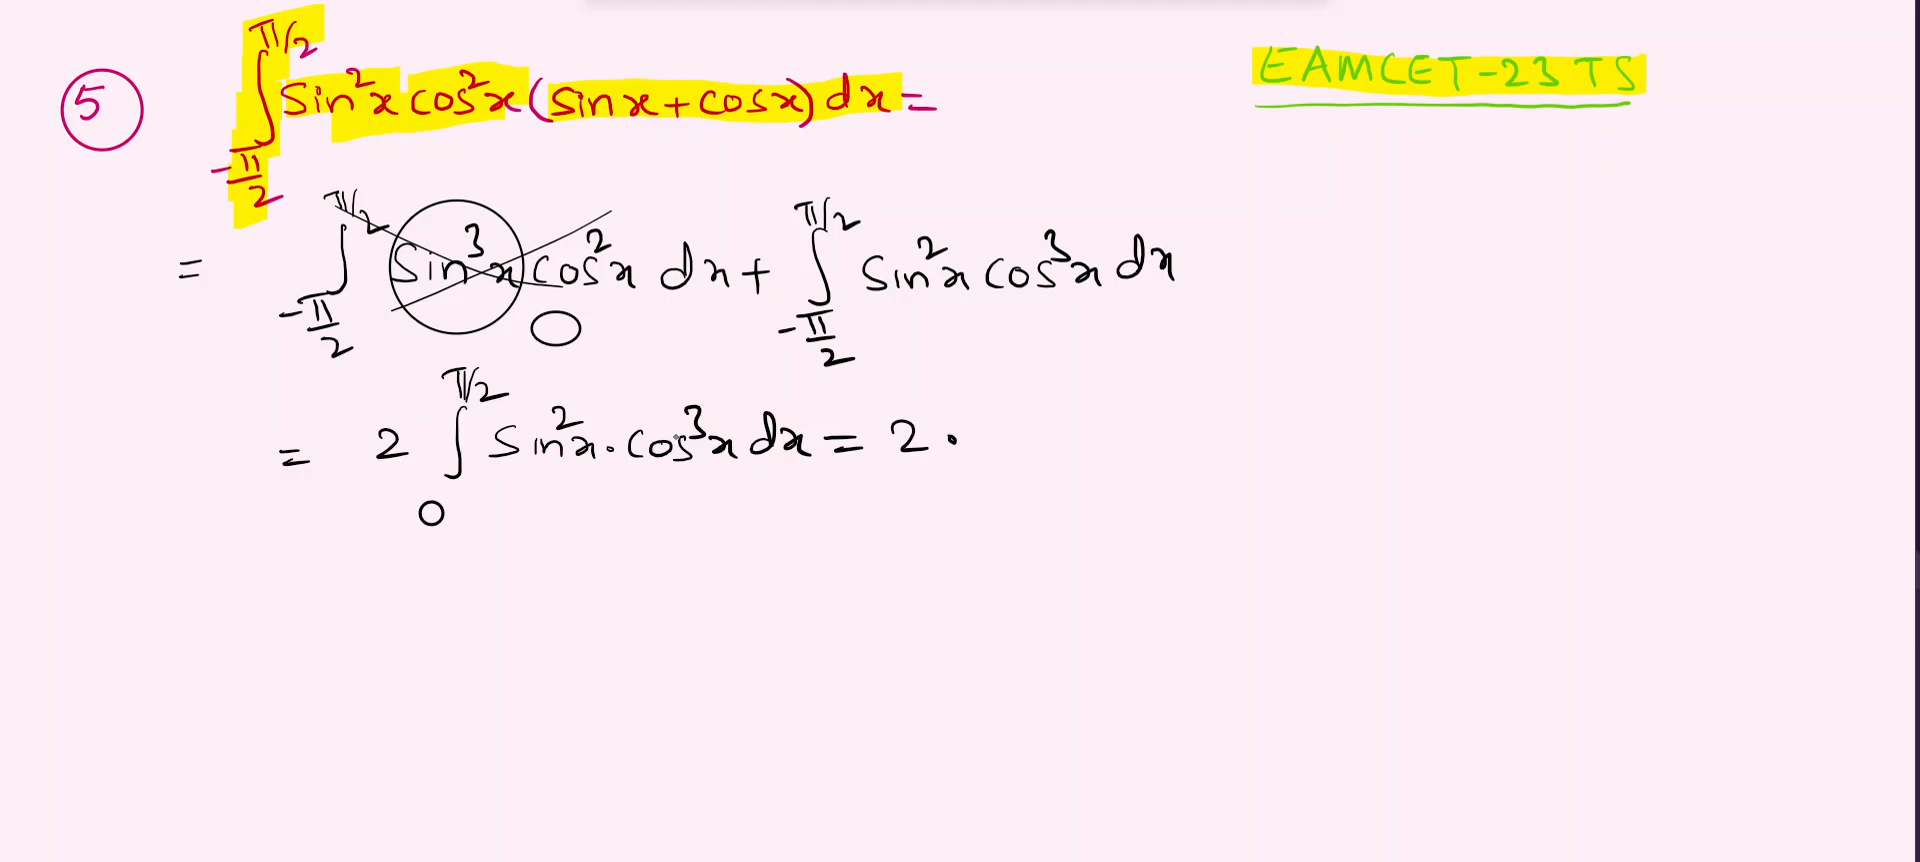 ⑤ ∫_{-π/2}^{π/2} sin²x cos²x (sinx + cosx) dx =
EAMCET-23 TS
= ∫_{-π/2}^{π/2} sin³x cos²x dx + ∫_{-π/2}^{π/2} sin²x cos³x dx
0
= 2 ∫_{0}^{π/2} sin²x · cos³x dx = 2 ·